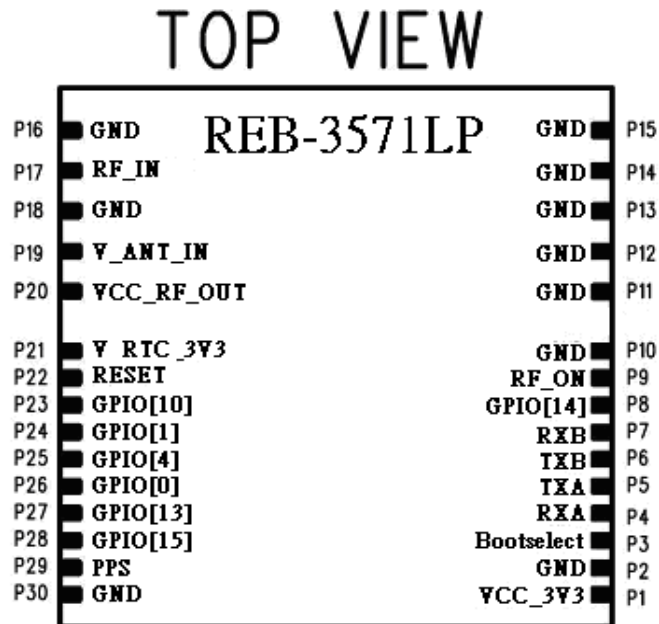 TOP VIEW
REB-3571LP
P16 GND GND P15
P17 RF_IN GND P14
P18 GND GND P13
P19 V_ANT_IN GND P12
P20 VCC_RF_OUT GND P11
P21 V_RTC_3V3 GND P10
P22 RESET RF_ON P9
P23 GPIO[10] GPIO[14] P8
P24 GPIO[1] RXB P7
P25 GPIO[4] TXB P6
P26 GPIO[0] TXA P5
P27 GPIO[13] RXA P4
P28 GPIO[15] Bootselect P3
P29 PPS GND P2
P30 GND VCC_3V3 P1